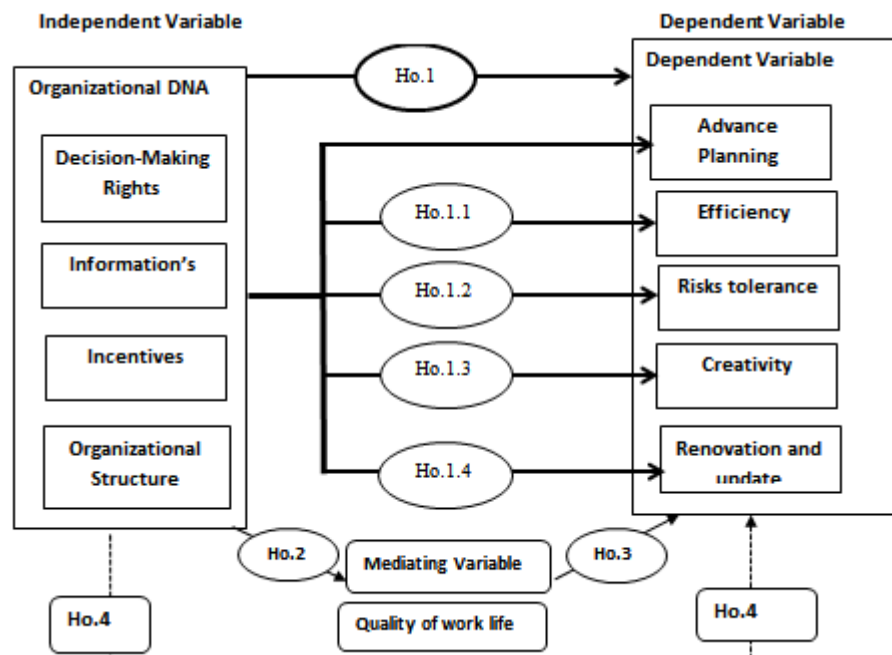 Independent Variable
Dependent Variable
Organizational DNA
Decision-Making
Rights
Information's
Incentives
Organizational
Structure
Ho.1
Ho.1.1
Ho.1.2
Ho.1.3
Ho.1.4
Dependent Variable
Advance
Planning
Efficiency
Risks tolerance
Creativity
Renovation and
update
Ho.2
Mediating Variable
Quality of work life
Ho.3
Ho.4
Ho.4